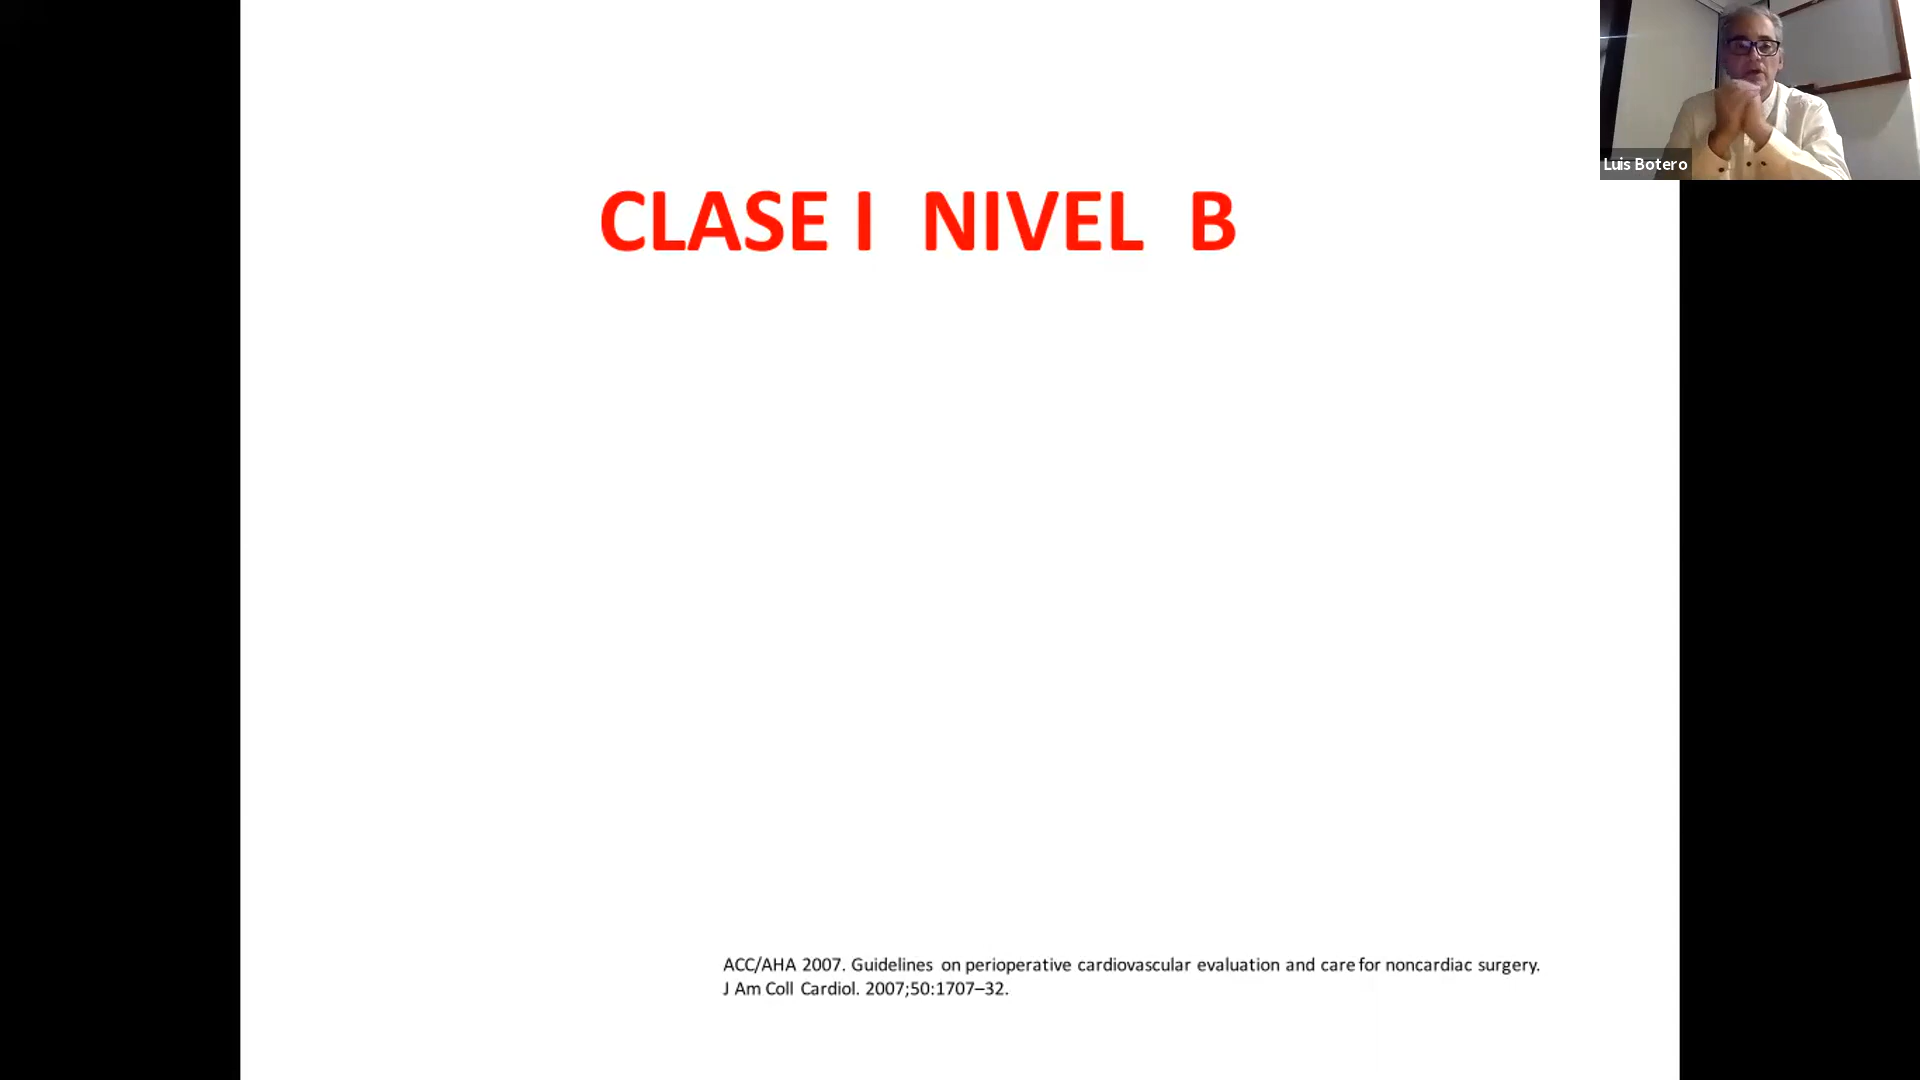 Luis Botero
CLASE I NIVEL B
ACC/AHA 2007. Guidelines on perioperative cardiovascular evaluation and care for noncardiac surgery.
J Am Coll Cardiol. 2007;50:1707–32.